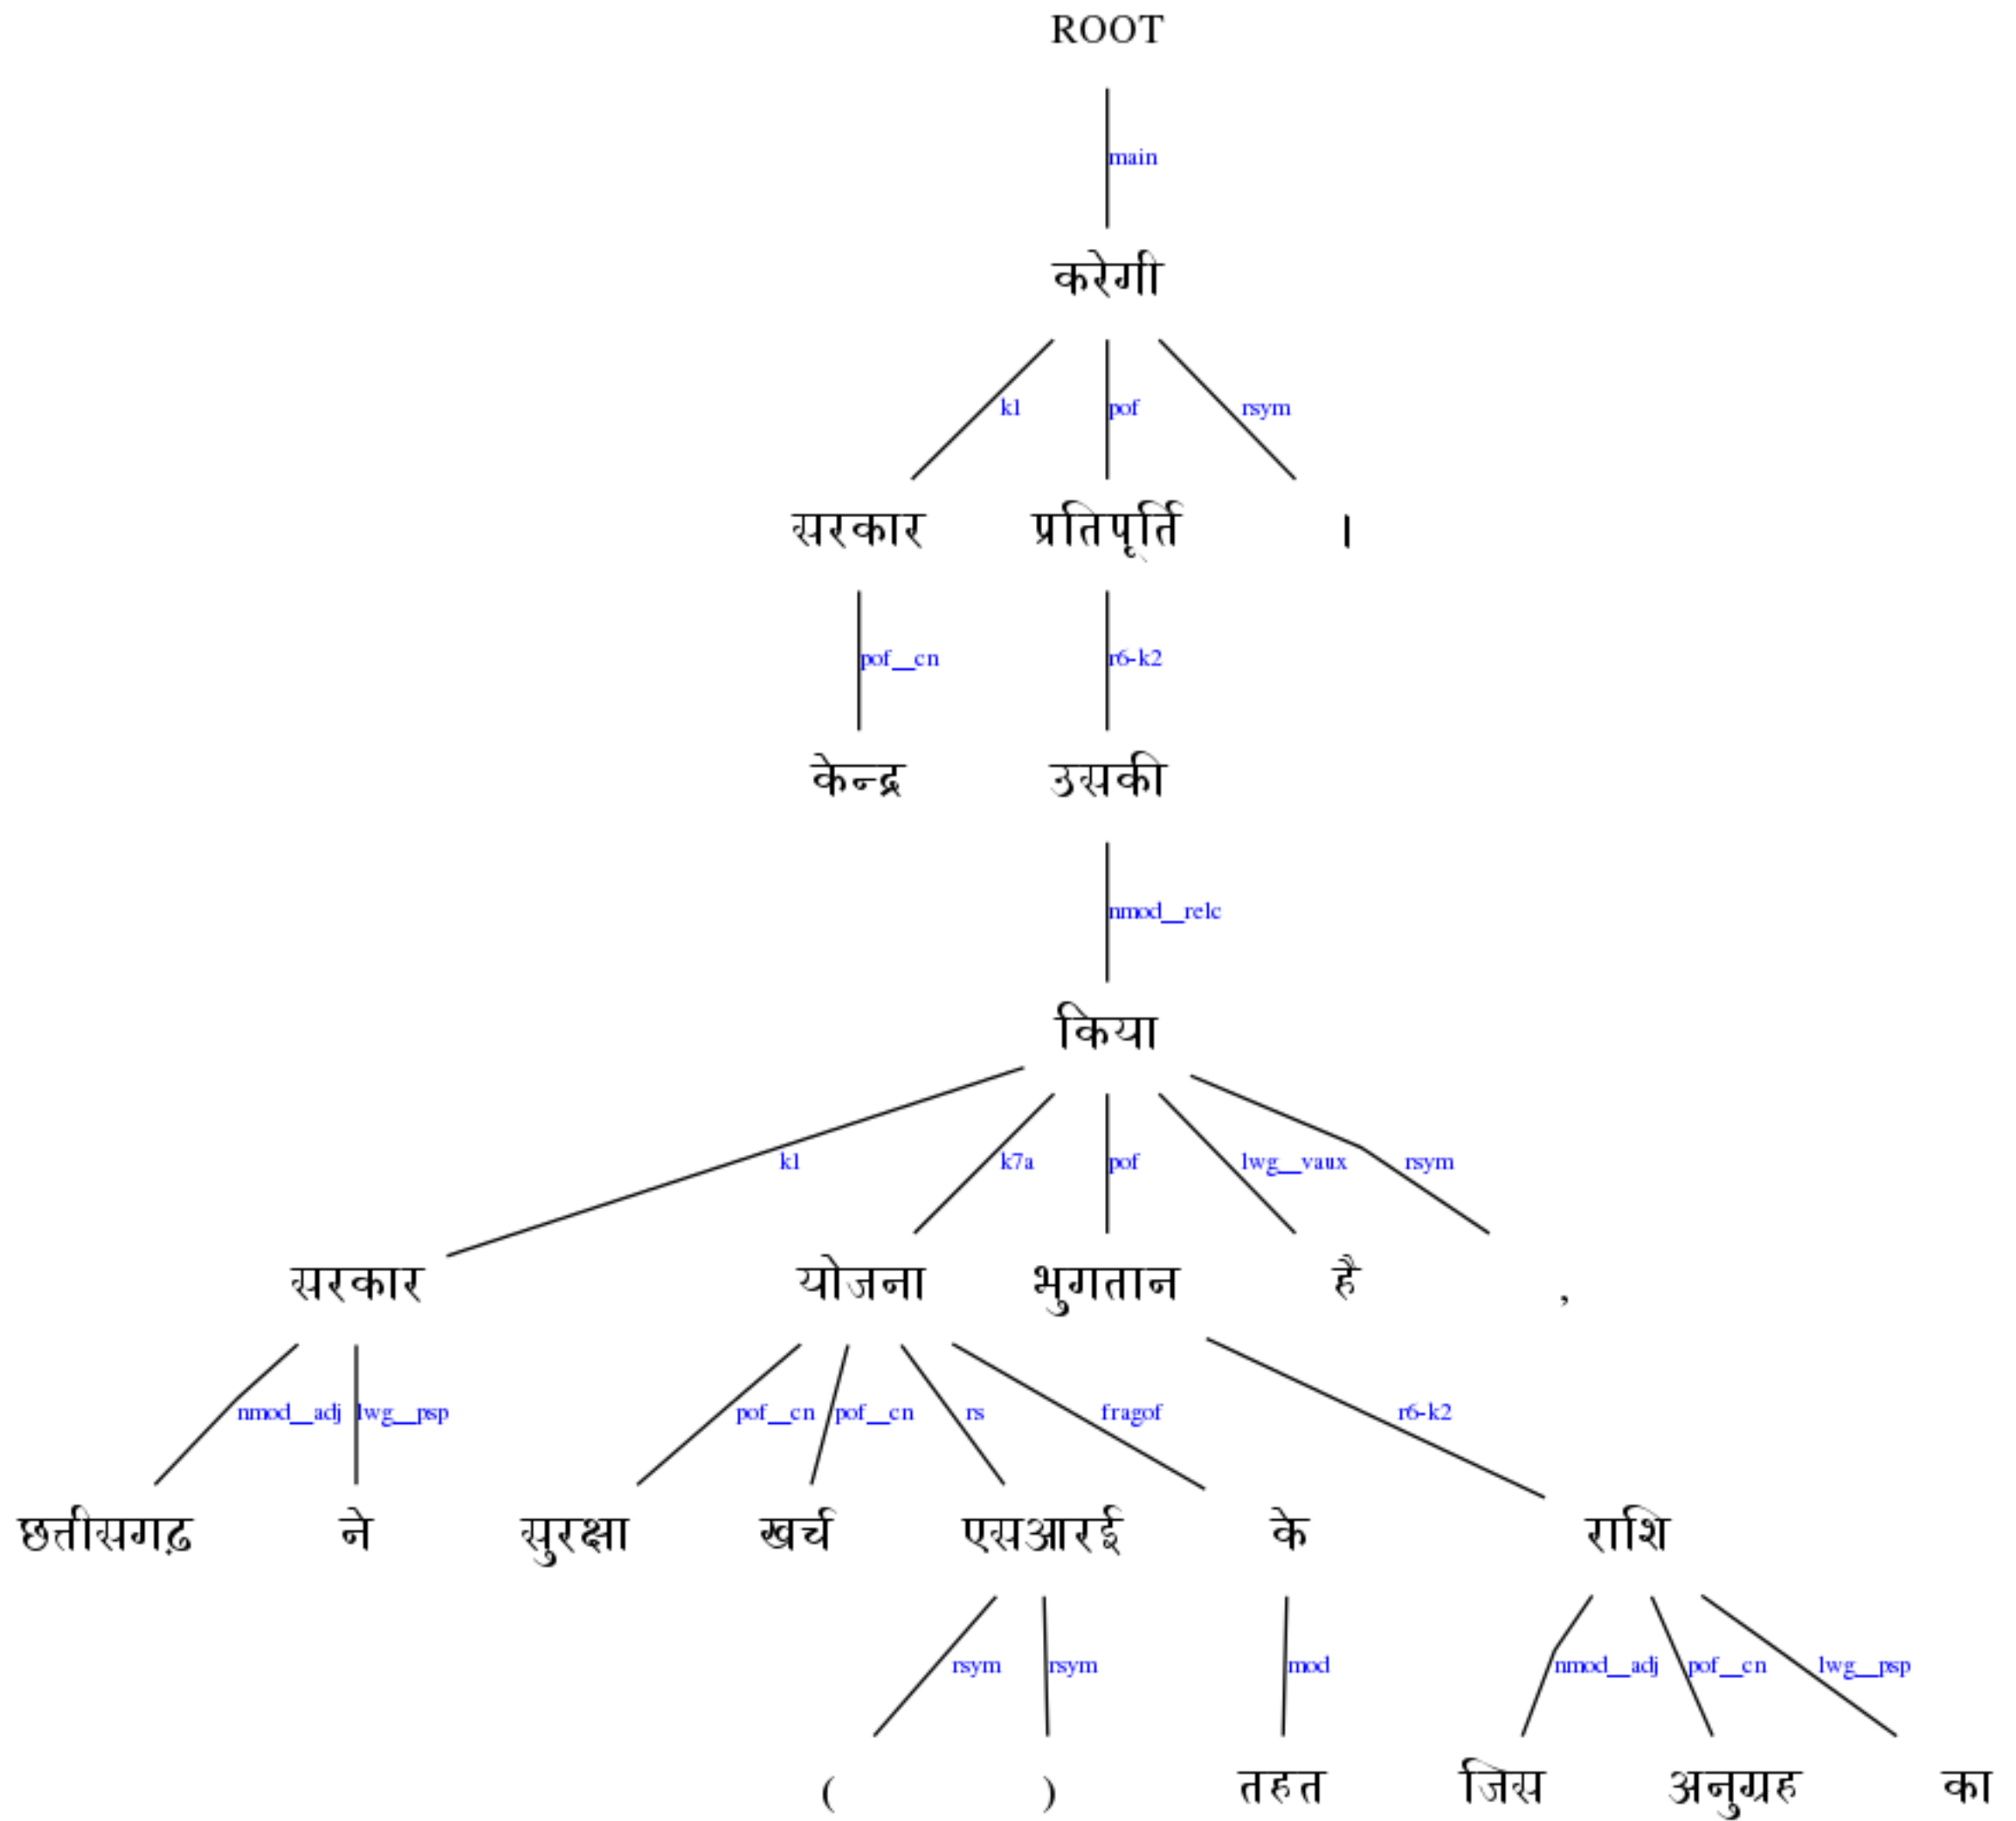 ROOT
main
करेगी
k1 pof rsym
सरकार प्रतिपूर्ति ।
pof__cn r6-k2
केन्द्र उसकी
nmod__relc
किया
k1 k7a pof lwg__vaux rsym
सरकार योजना भुगतान है ,
nmod__adj lwg__psp pof__cn pof__cn rs fragof r6-k2
छत्तीसगढ़ ने सुरक्षा खर्च एसआरई के राशि
rsym rsym mod nmod__adj pof__cn lwg__psp
( ) तहत जिस अनुग्रह का